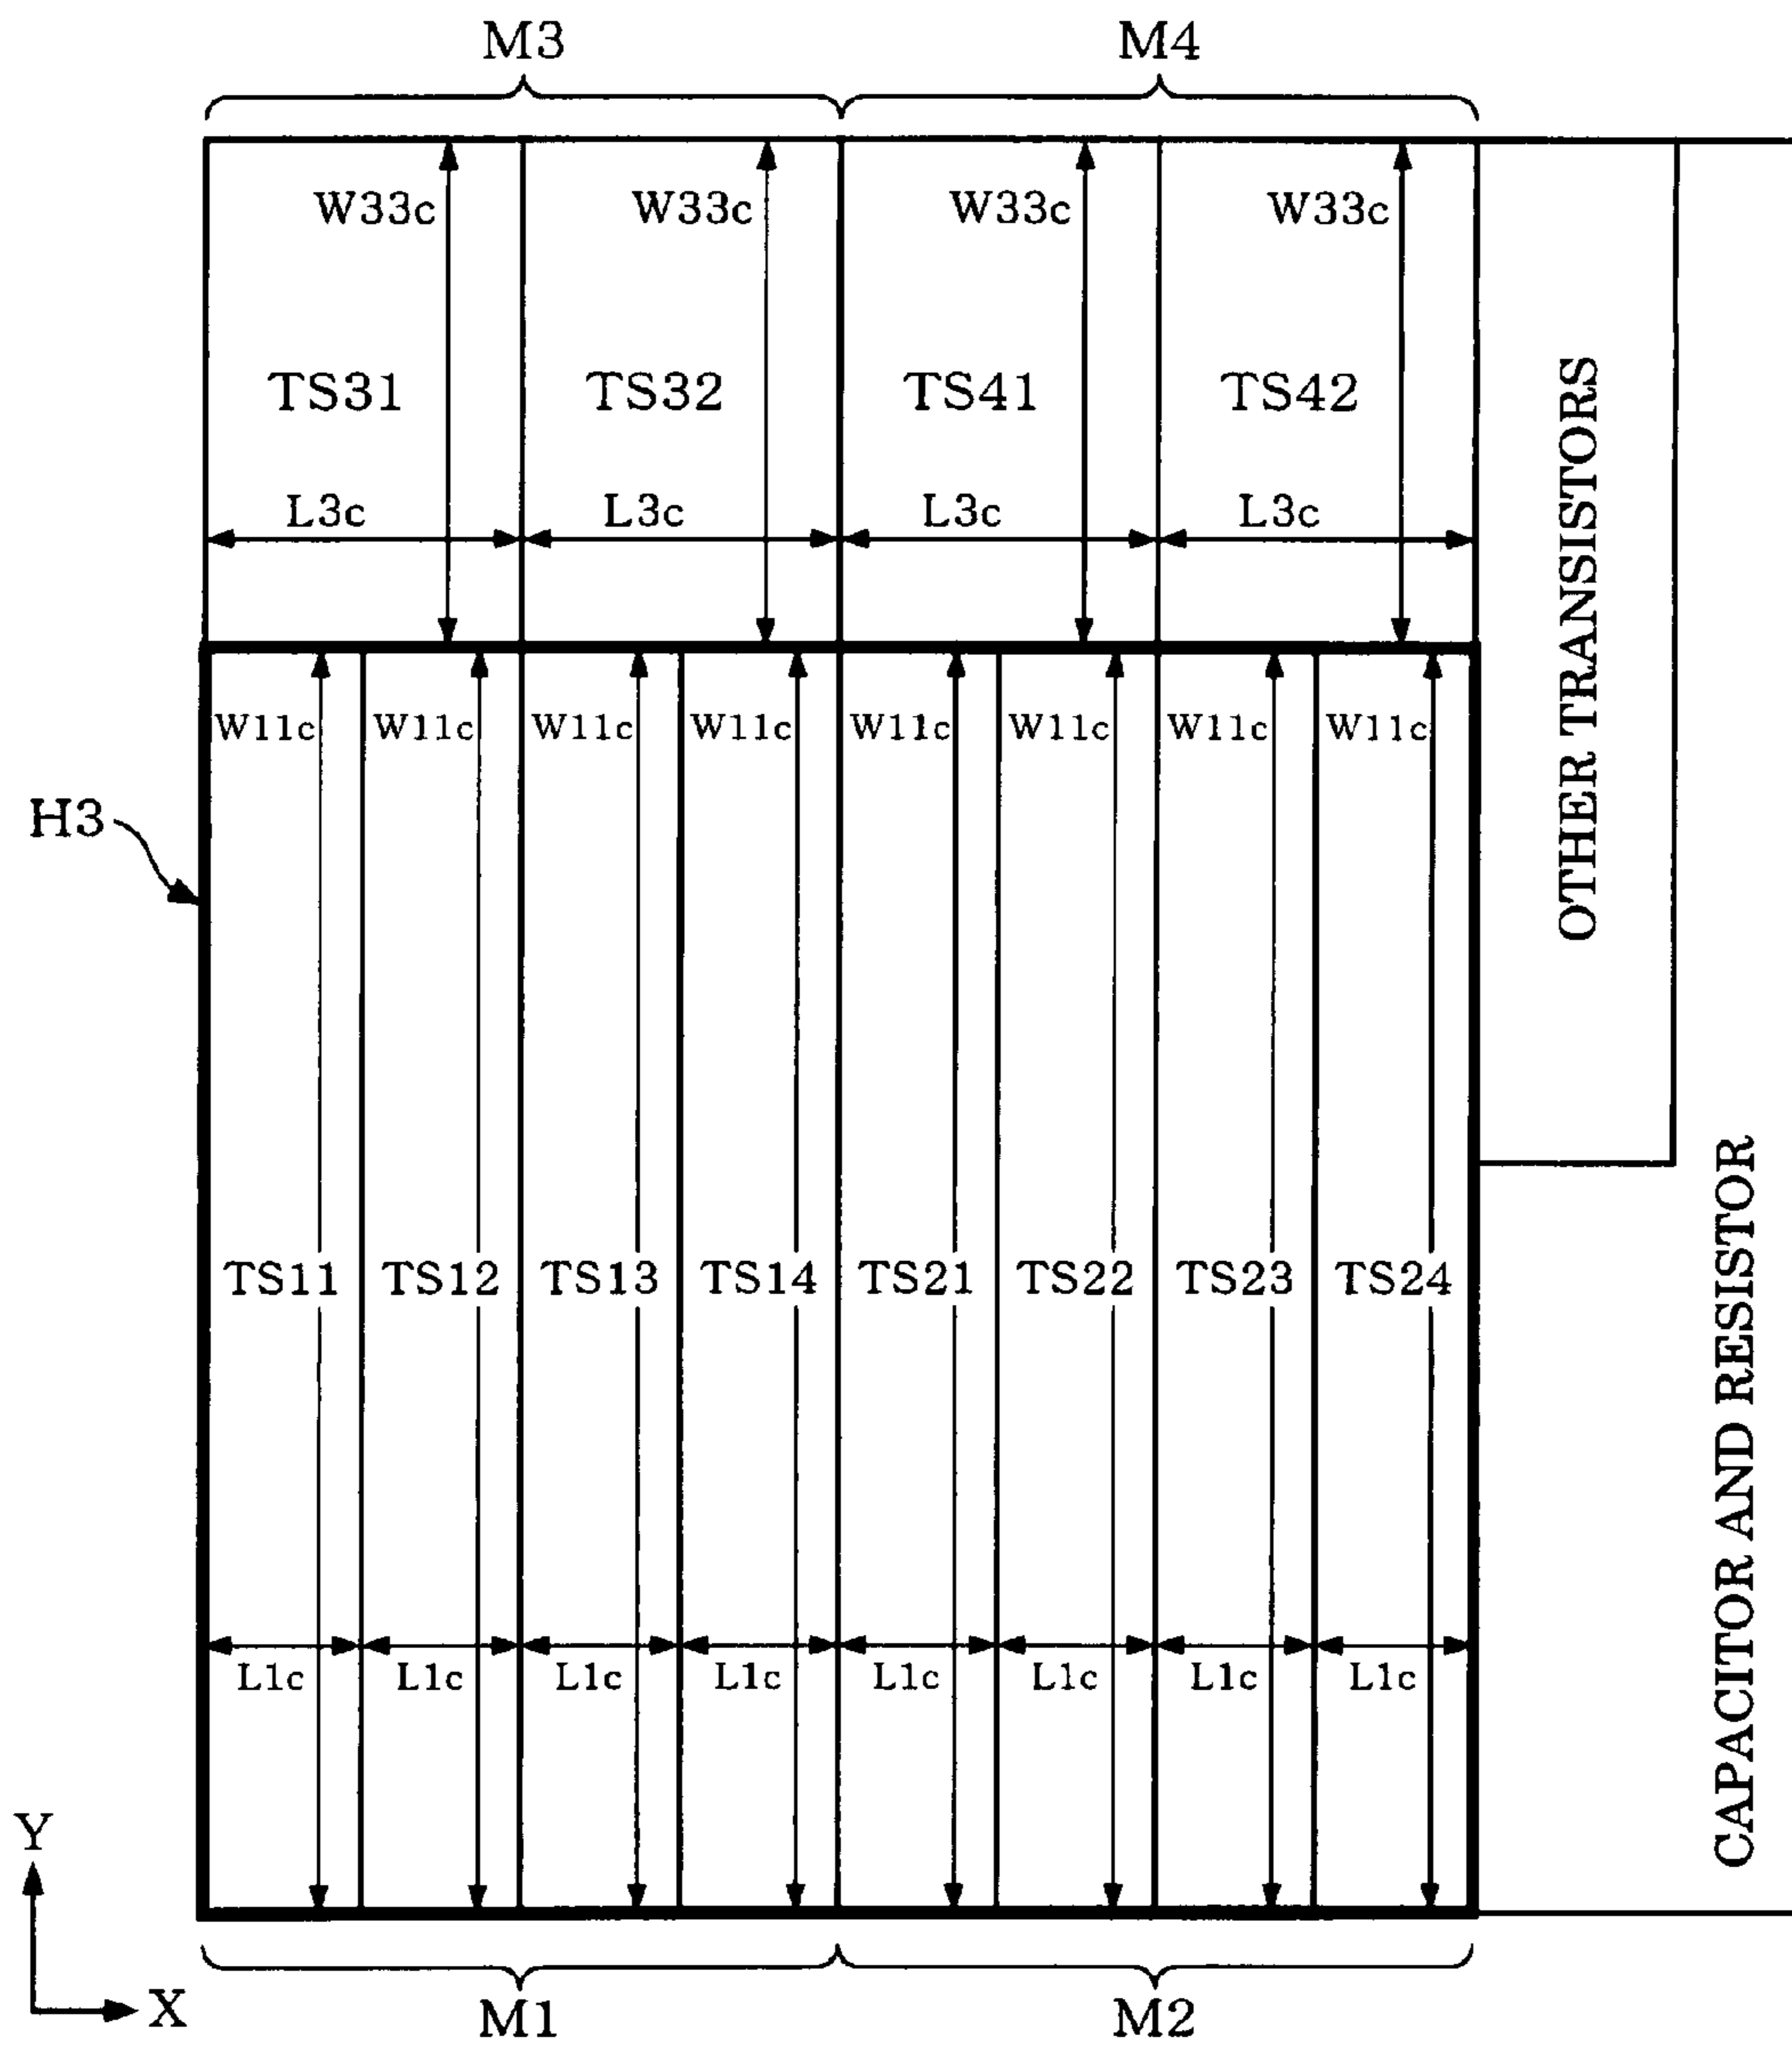 M3 M4
W33c W33c W33c W33c
TS31 TS32 TS41 TS42
L3c L3c L3c L3c
OTHER TRANSISTORS
W11c W11c W11c W11c W11c W11c W11c W11c
H3
TS11 TS12 TS13 TS14 TS21 TS22 TS23 TS24
CAPACITOR AND RESISTOR
L1c L1c L1c L1c L1c L1c L1c L1c
Y
X
M1 M2